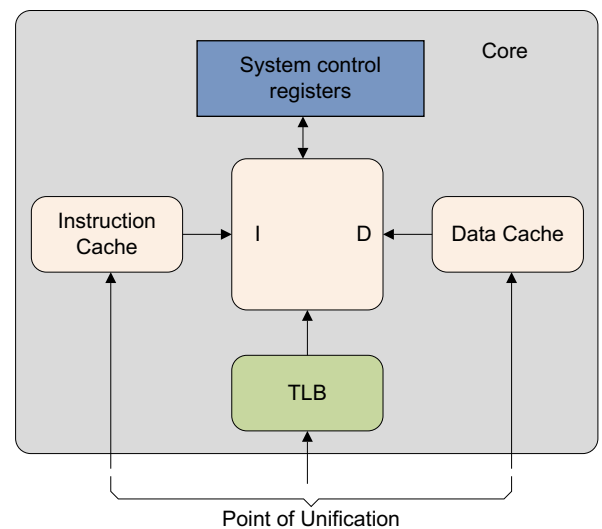 Core
System control
registers
Instruction
Cache
I
D
Data Cache
TLB
Point of Unification